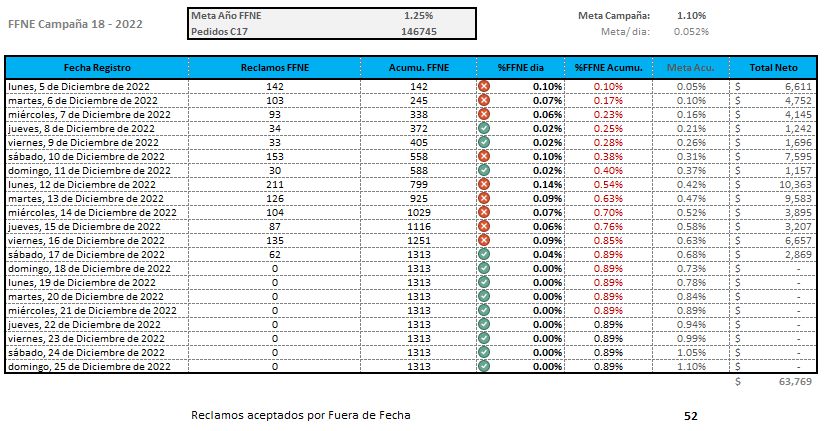 FFNE Campaña 18 - 2022
Meta Año FFNE 1.25%
Pedidos C17 146745
Meta Campaña: 1.10%
Meta/ dia: 0.052%
Fecha Registro Reclamos FFNE Acumu. FFNE %FFNE dia %FFNE Acumu. Meta Acu. Total Neto
lunes, 5 de Diciembre de 2022 142 142 0.10% 0.10% 0.05% $ 6,611
martes, 6 de Diciembre de 2022 103 245 0.07% 0.17% 0.10% $ 4,752
miércoles, 7 de Diciembre de 2022 93 338 0.06% 0.23% 0.16% $ 4,145
jueves, 8 de Diciembre de 2022 34 372 0.02% 0.25% 0.21% $ 1,242
viernes, 9 de Diciembre de 2022 33 405 0.02% 0.28% 0.26% $ 1,696
sábado, 10 de Diciembre de 2022 153 558 0.10% 0.38% 0.31% $ 7,595
domingo, 11 de Diciembre de 2022 30 588 0.02% 0.40% 0.37% $ 1,157
lunes, 12 de Diciembre de 2022 211 799 0.14% 0.54% 0.42% $ 10,363
martes, 13 de Diciembre de 2022 126 925 0.09% 0.63% 0.47% $ 9,583
miércoles, 14 de Diciembre de 2022 104 1029 0.07% 0.70% 0.52% $ 3,895
jueves, 15 de Diciembre de 2022 87 1116 0.06% 0.76% 0.58% $ 3,207
viernes, 16 de Diciembre de 2022 135 1251 0.09% 0.85% 0.63% $ 6,657
sábado, 17 de Diciembre de 2022 62 1313 0.04% 0.89% 0.68% $ 2,869
domingo, 18 de Diciembre de 2022 0 1313 0.00% 0.89% 0.73% $ -
lunes, 19 de Diciembre de 2022 0 1313 0.00% 0.89% 0.78% $ -
martes, 20 de Diciembre de 2022 0 1313 0.00% 0.89% 0.84% $ -
miércoles, 21 de Diciembre de 2022 0 1313 0.00% 0.89% 0.89% $ -
jueves, 22 de Diciembre de 2022 0 1313 0.00% 0.89% 0.94% $ -
viernes, 23 de Diciembre de 2022 0 1313 0.00% 0.89% 0.99% $ -
sábado, 24 de Diciembre de 2022 0 1313 0.00% 0.89% 1.05% $ -
domingo, 25 de Diciembre de 2022 0 1313 0.00% 0.89% 1.10% $ -
$ 63,769
Reclamos aceptados por Fuera de Fecha 52